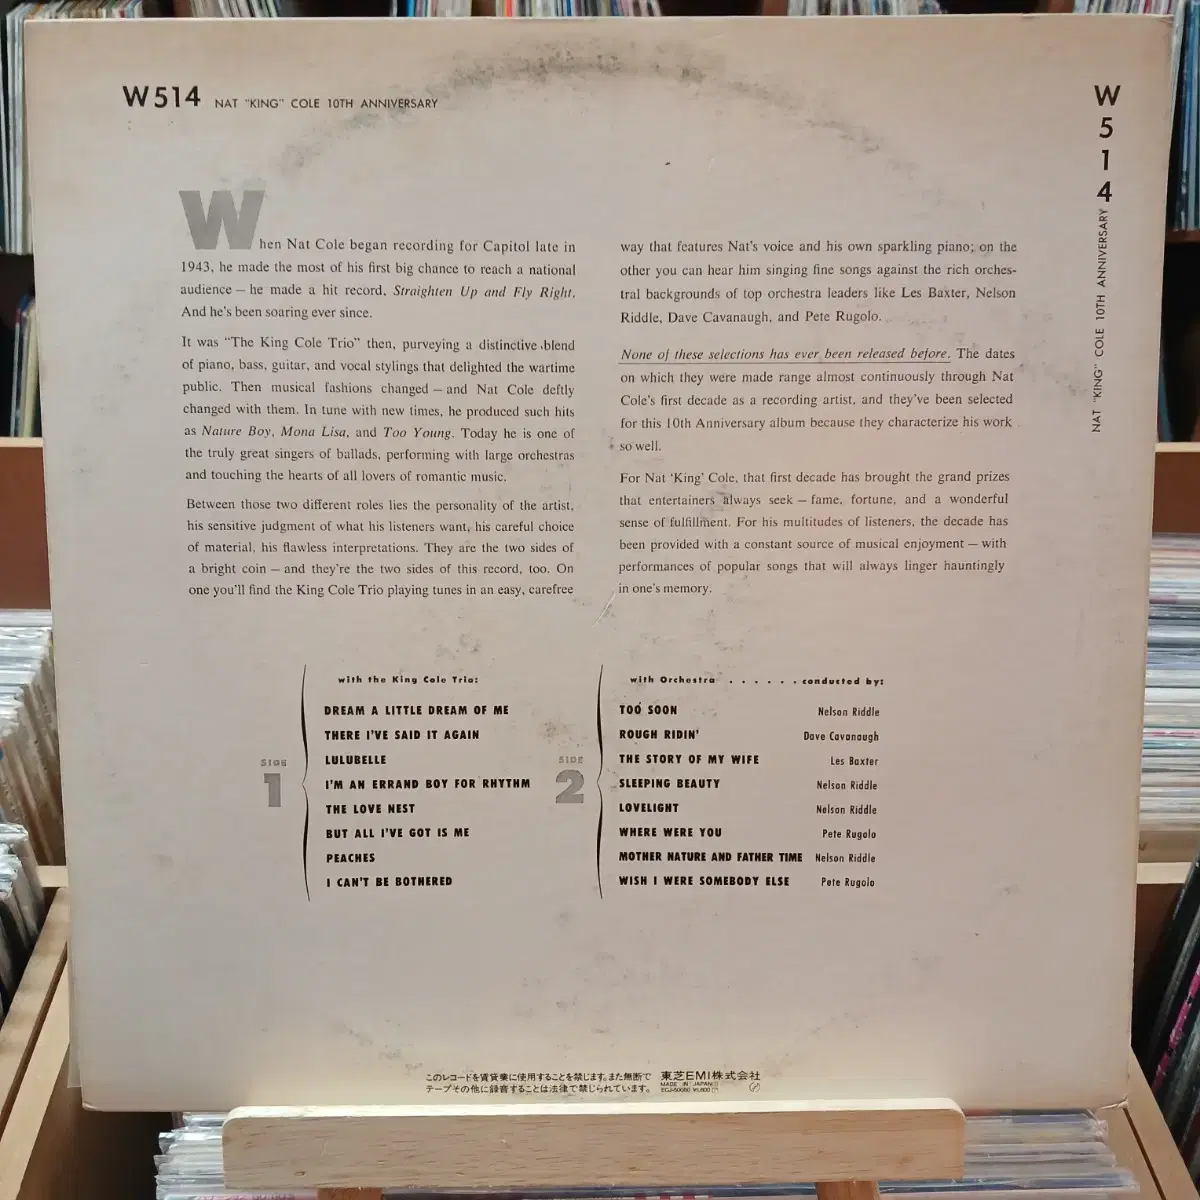 W514 NAT "KING" COLE 10TH ANNIVERSARY
W514 NAT "KING" COLE 10TH ANNIVERSARY
When Nat Cole began recording for Capitol late in
1943, he made the most of his first big chance to reach a national
audience — he made a hit record, Straighten Up and Fly Right.
And he's been soaring ever since.
It was "The King Cole Trio" then, purveying a distinctive blend
of piano, bass, guitar, and vocal stylings that delighted the wartime
public. Then musical fashions changed — and Nat Cole deftly
changed with them. In tune with new times, he produced such hits
as Nature Boy, Mona Lisa, and Too Young. Today he is one of
the truly great singers of ballads, performing with large orchestras
and touching the hearts of all lovers of romantic music.
Between those two different roles lies the personality of the artist,
his sensitive judgment of what his listeners want, his careful choice
of material, his flawless interpretations. They are the two sides of
a bright coin — and they're the two sides of this record, too. On
one you'll find the King Cole Trio playing tunes in an easy, carefree
way that features Nat's voice and his own sparkling piano; on the
other you can hear him singing fine songs against the rich orches-
tral backgrounds of top orchestra leaders like Les Baxter, Nelson
Riddle, Dave Cavanaugh, and Pete Rugolo.
None of these selections has ever been released before. The dates
on which they were made range almost continuously through Nat
Cole's first decade as a recording artist, and they've been selected
for this 10th Anniversary album because they characterize his work
so well.
For Nat 'King' Cole, that first decade has brought the grand prizes
that entertainers always seek — fame, fortune, and a wonderful
sense of fulfillment. For his multitudes of listeners, the decade has
been provided with a constant source of musical enjoyment — with
performances of popular songs that will always linger hauntingly
in one's memory.
SIDE 1
with the King Cole Trio:
DREAM A LITTLE DREAM OF ME
THERE I'VE SAID IT AGAIN
LULUBELLE
I'M AN ERRAND BOY FOR RHYTHM
THE LOVE NEST
BUT ALL I'VE GOT IS ME
PEACHES
I CAN'T BE BOTHERED
SIDE 2
with Orchestra . . . . . . conducted by:
TOO SOON Nelson Riddle
ROUGH RIDIN' Dave Cavanaugh
THE STORY OF MY WIFE Les Baxter
SLEEPING BEAUTY Nelson Riddle
LOVELIGHT Nelson Riddle
WHERE WERE YOU Pete Rugolo
MOTHER NATURE AND FATHER TIME Nelson Riddle
WISH I WERE SOMEBODY ELSE Pete Rugolo
このレコードを賃貸業に使用することを禁じます。また無断で
テープその他に録音することは法律で禁じられています。
東芝EMI株式会社
MADE IN JAPAN